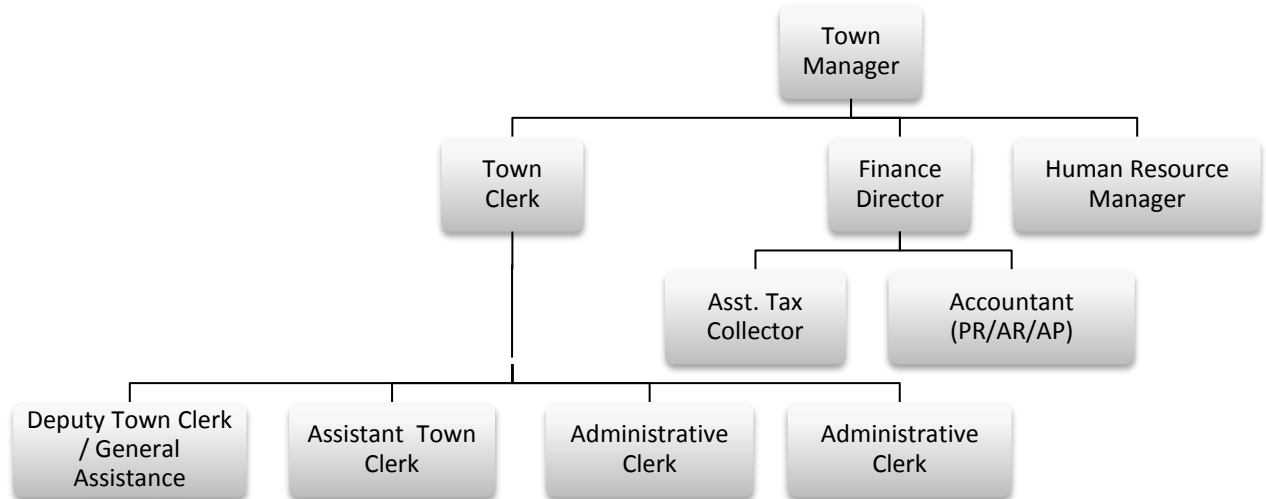 Town
Manager
Town
Clerk
Finance
Director
Human Resource
Manager
Asst. Tax
Collector
Accountant
(PR/AR/AP)
Deputy Town Clerk
/ General
Assistance
Assistant  Town
Clerk
Administrative
Clerk
Administrative
Clerk